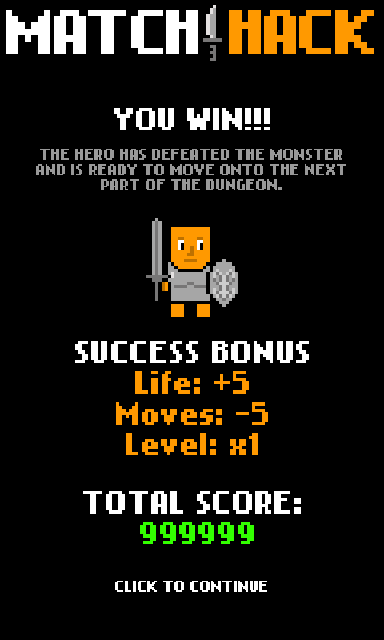 MATCH HACK
YOU WIN!!!
THE HERO HAS DEFEATED THE MONSTER
AND IS READY TO MOVE ONTO THE NEXT
PART OF THE DUNGEON.
SUCCESS BONUS
Life: +5
Moves: -5
Level: x1
TOTAL SCORE:
999999
CLICK TO CONTINUE